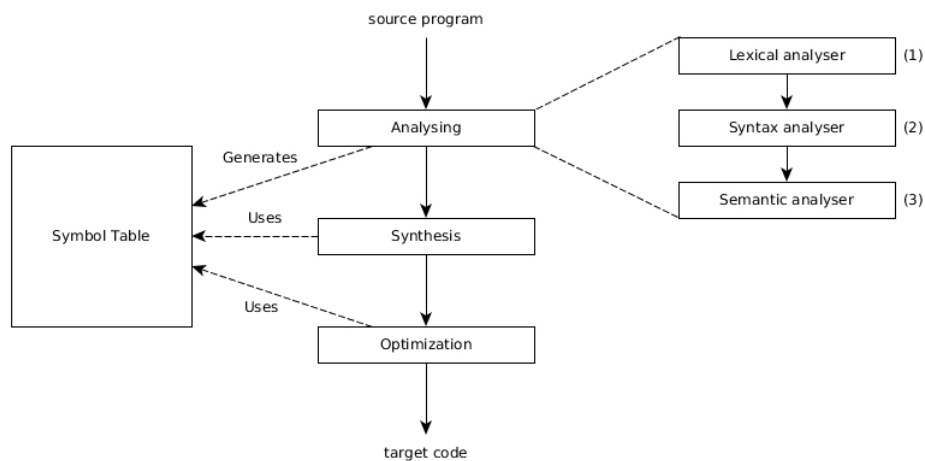 source program
Lexical analyser (1)
Analysing
Syntax analyser (2)
Generates
Semantic analyser (3)
Uses
Symbol Table
Synthesis
Uses
Optimization
target code